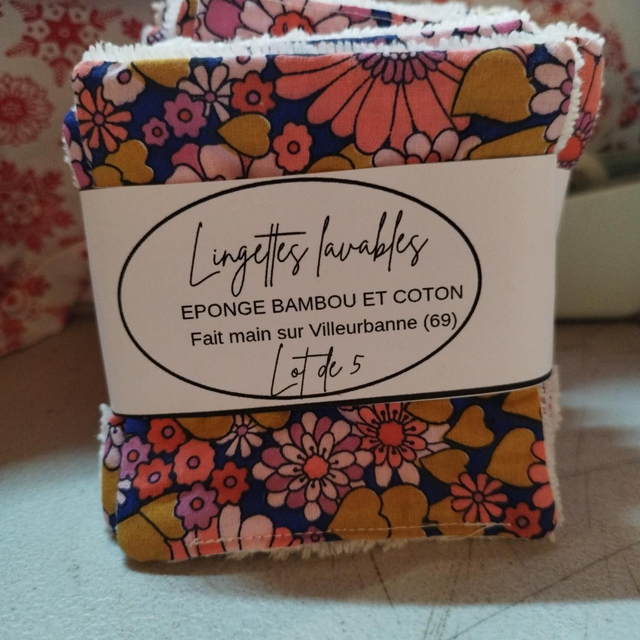 Lingettes lavables
EPONGE BAMBOU ET COTON
Fait main sur Villeurbanne (69)
Lot de 5